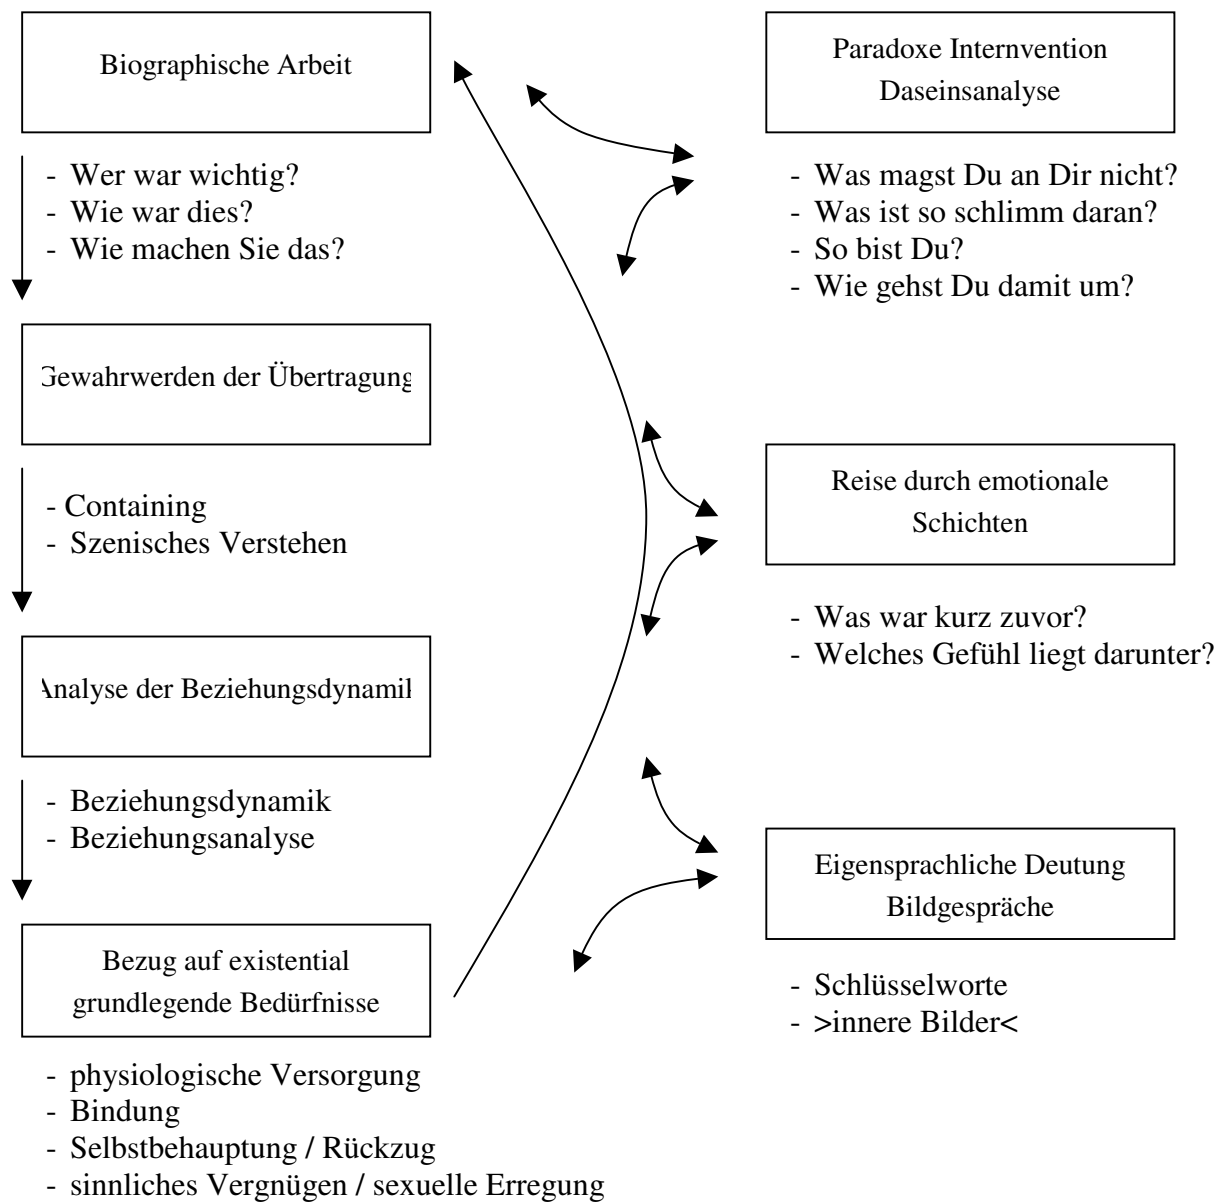 Biographische Arbeit
- Wer war wichtig?
- Wie war dies?
- Wie machen Sie das?
Gewahrwerden der Übertragung
- Containing
- Szenisches Verstehen
Analyse der Beziehungsdynamik
- Beziehungsdynamik
- Beziehungsanalyse
Bezug auf existential
grundlegende Bedürfnisse
- physiologische Versorgung
- Bindung
- Selbstbehauptung / Rückzug
- sinnliches Vergnügen / sexuelle Erregung
Paradoxe Internvention
Daseinsanalyse
- Was magst Du an Dir nicht?
- Was ist so schlimm daran?
- So bist Du?
- Wie gehst Du damit um?
Reise durch emotionale
Schichten
- Was war kurz zuvor?
- Welches Gefühl liegt darunter?
Eigensprachliche Deutung
Bildgespräche
- Schlüsselworte
- >innere Bilder<